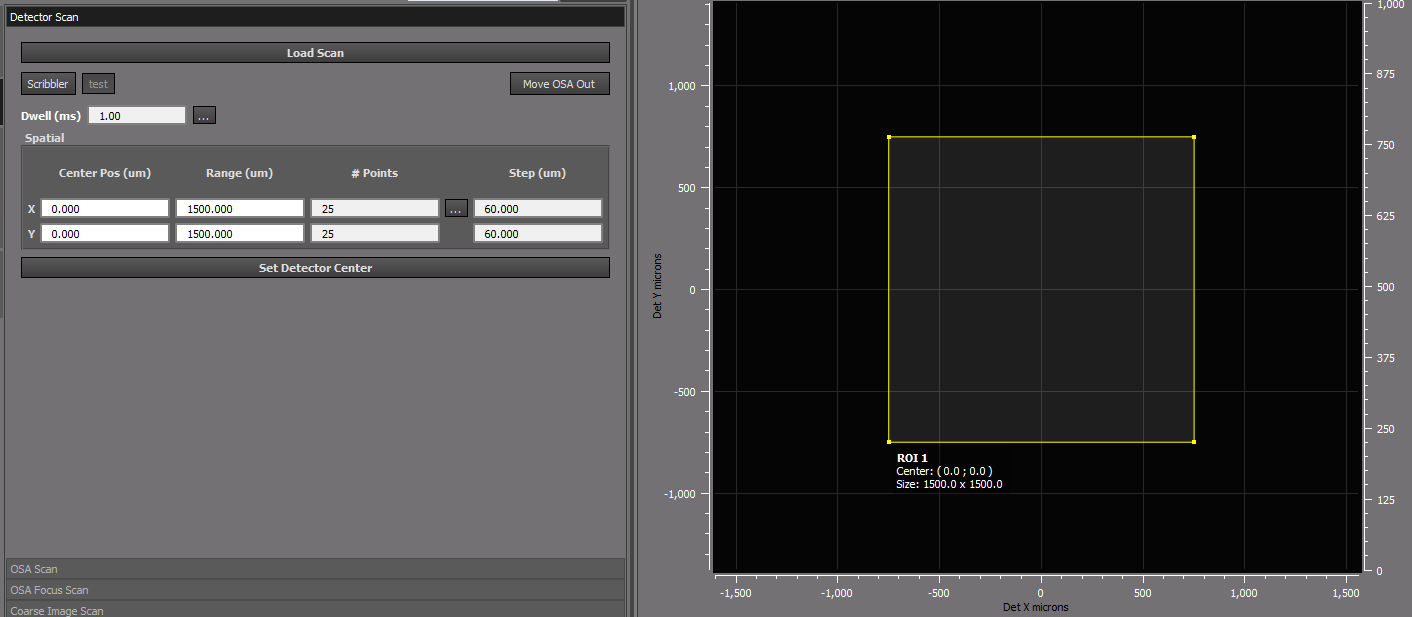 Detector Scan
Load Scan
Scribbler test Move OSA Out
Dwell (ms) 1.00 ...
Spatial
Center Pos (um) Range (um) # Points Step (um)
X 0.000 1500.000 25 ... 60.000
Y 0.000 1500.000 25 60.000
Set Detector Center
OSA Scan
OSA Focus Scan
Coarse Image Scan
Det Y microns
1,000
500
0
-500
-1,000
ROI 1
Center: ( 0.0 ; 0.0 )
Size: 1500.0 x 1500.0
-1,500 -1,000 -500 0 500 1,000 1,500
Det X microns
1,000
875
750
625
500
375
250
125
0